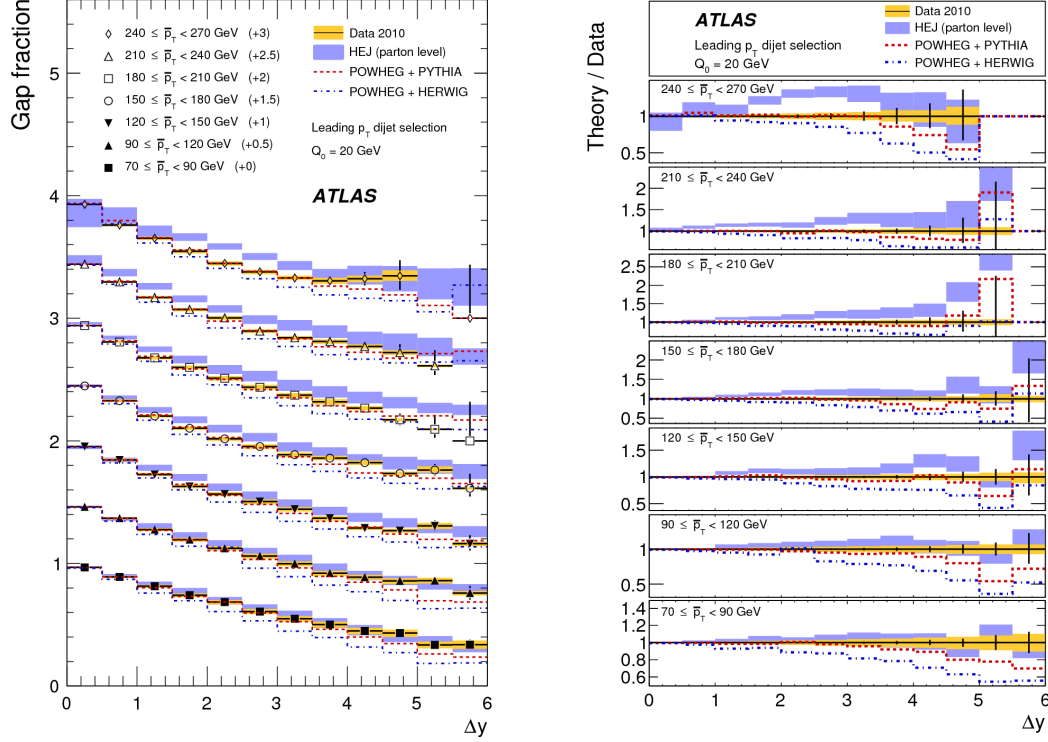 Gap fraction
240 ≤ p̅T < 270 GeV (+3)
210 ≤ p̅T < 240 GeV (+2.5)
180 ≤ p̅T < 210 GeV (+2)
150 ≤ p̅T < 180 GeV (+1.5)
120 ≤ p̅T < 150 GeV (+1)
90 ≤ p̅T < 120 GeV (+0.5)
70 ≤ p̅T < 90 GeV (+0)
Data 2010
HEJ (parton level)
POWHEG + PYTHIA
POWHEG + HERWIG
Leading pT dijet selection
Q0 = 20 GeV
ATLAS
5
4
3
2
1
0
0 1 2 3 4 5 6
Δy
Theory / Data
ATLAS
Leading pT dijet selection
Q0 = 20 GeV
Data 2010
HEJ (parton level)
POWHEG + PYTHIA
POWHEG + HERWIG
240 ≤ p̅T < 270 GeV
1
0.5
210 ≤ p̅T < 240 GeV
2
1.5
1
180 ≤ p̅T < 210 GeV
2.5
2
1.5
1
150 ≤ p̅T < 180 GeV
2
1.5
1
0.5
120 ≤ p̅T < 150 GeV
1.5
1
0.5
90 ≤ p̅T < 120 GeV
1
0.5
70 ≤ p̅T < 90 GeV
1.4
1.2
1
0.8
0.6
0 1 2 3 4 5 6
Δy